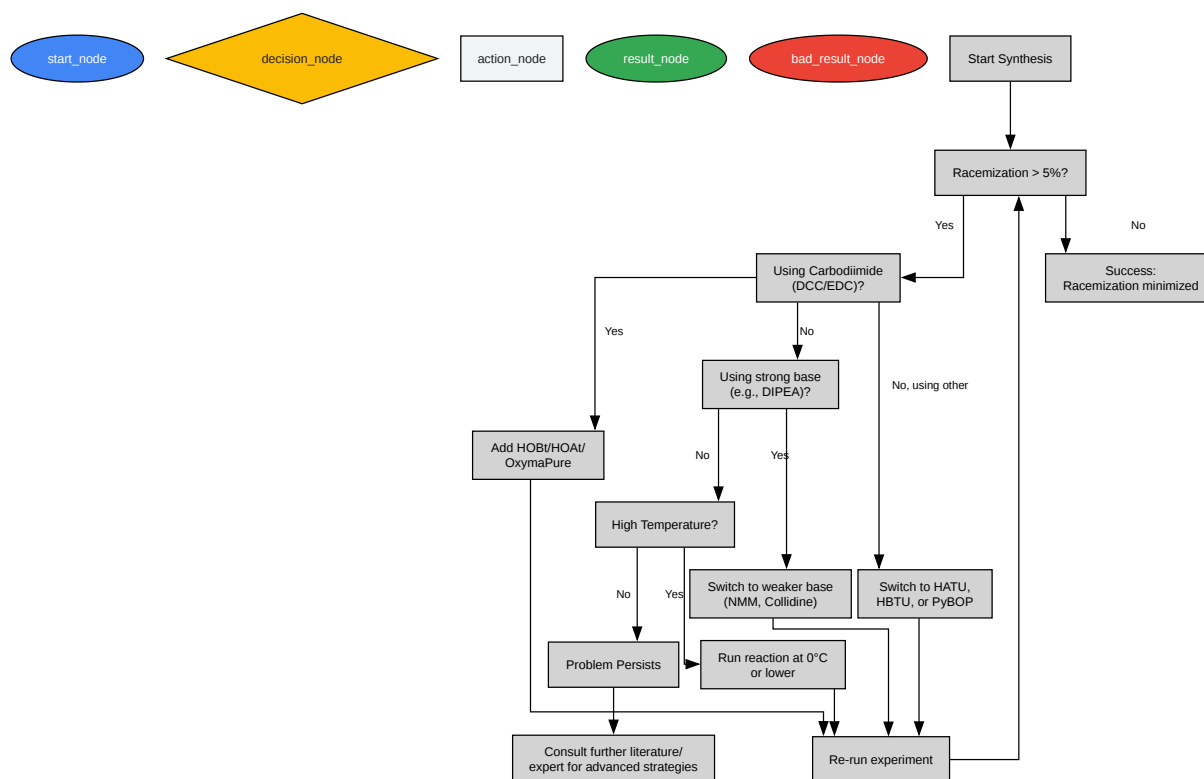 start_node
decision_node
action_node
result_node
bad_result_node
Start Synthesis
Racemization > 5%?
Yes
No
Using Carbodiimide
(DCC/EDC)?
Success:
Racemization minimized
Yes
No
Using strong base
(e.g., DIPEA)?
No, using other
Add HOBt/HOAt/
OxymaPure
No
Yes
High Temperature?
Switch to weaker base
(NMM, Collidine)
Switch to HATU,
HBTU, or PyBOP
No
Yes
Problem Persists
Run reaction at 0°C
or lower
Consult further literature/
expert for advanced strategies
Re-run experiment